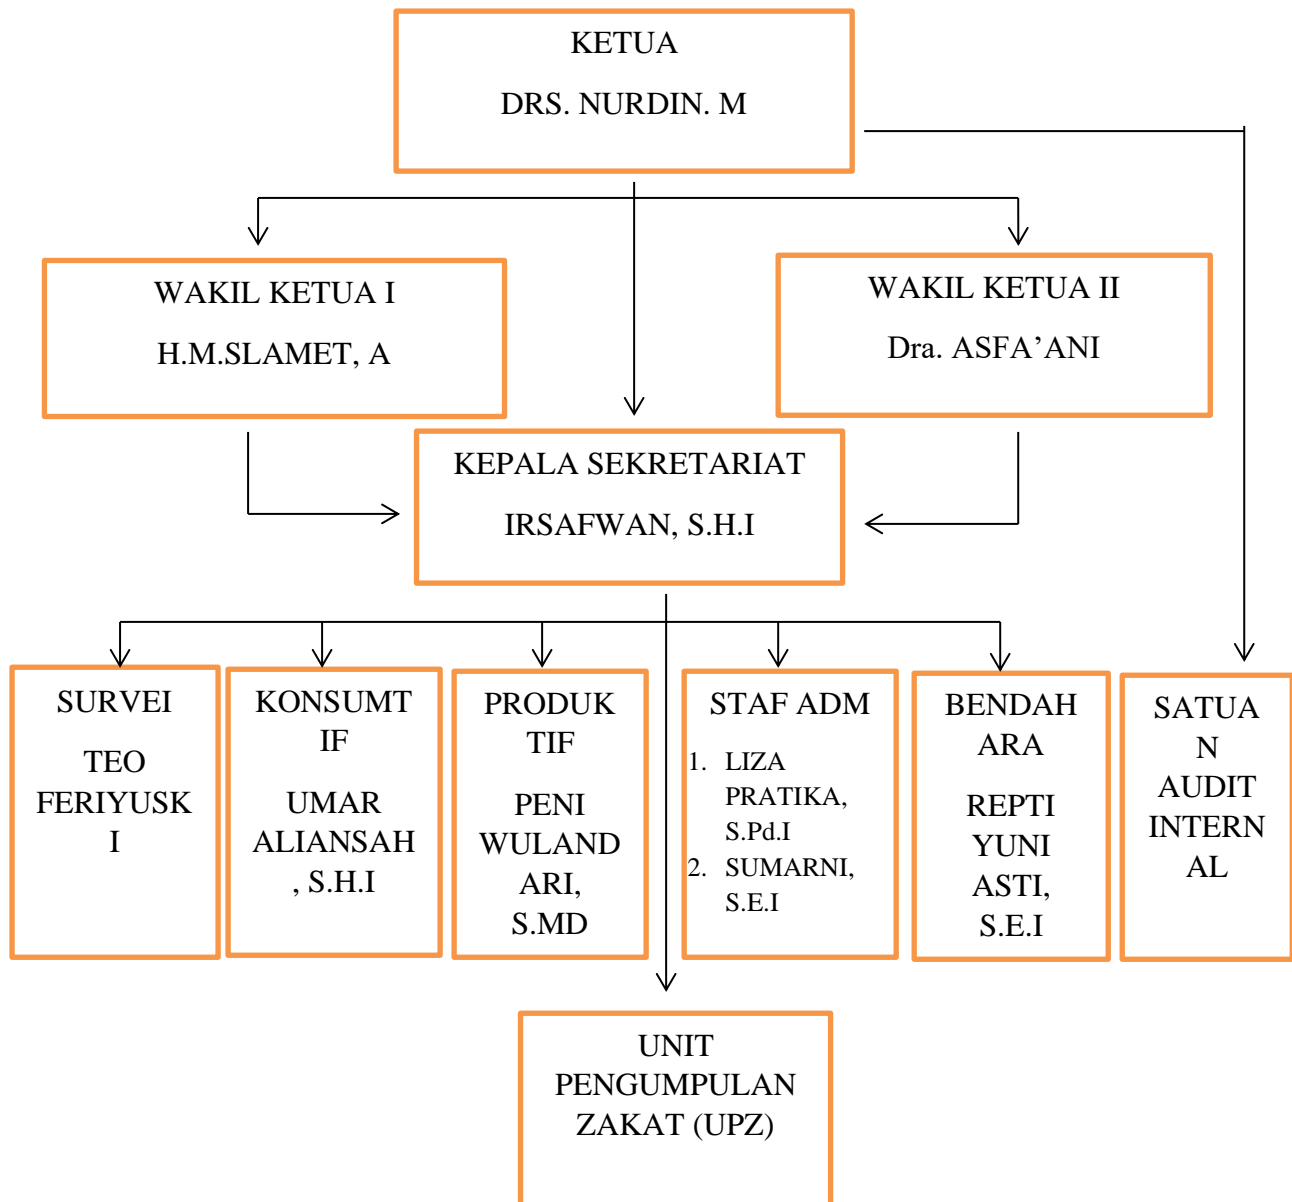 KETUA
DRS. NURDIN. M
WAKIL KETUA I
H.M.SLAMET, A
WAKIL KETUA II
Dra. ASFA’ANI
KEPALA SEKRETARIAT
IRSAFWAN, S.H.I
SURVEI
TEO
FERIYUSK
I
KONSUMT
IF
UMAR
ALIANSAH
, S.H.I
PRODUK
TIF
PENI
WULAND
ARI,
S.MD
STAF ADM
1. LIZA
PRATIKA,
S.Pd.I
2. SUMARNI,
S.E.I
BENDAH
ARA
REPTI
YUNI
ASTI,
S.E.I
SATUA
N
AUDIT
INTERN
AL
UNIT
PENGUMPULAN
ZAKAT (UPZ)